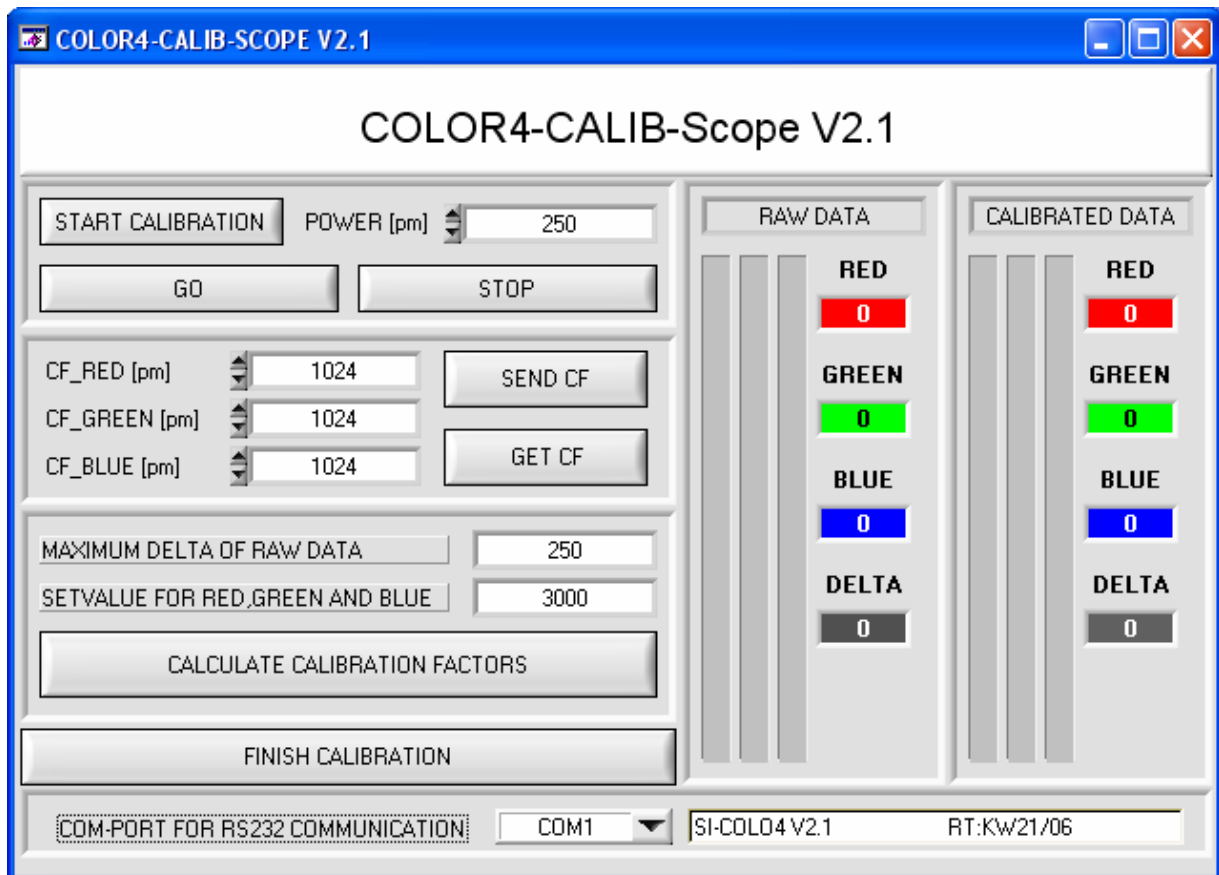 COLOR4-CALIB-SCOPE V2.1
COLOR4-CALIB-Scope V2.1
START CALIBRATION
POWER [pm]
250
GO
STOP
CF_RED [pm]
1024
CF_GREEN [pm]
1024
CF_BLUE [pm]
1024
SEND CF
GET CF
MAXIMUM DELTA OF RAW DATA
250
SETVALUE FOR RED,GREEN AND BLUE
3000
CALCULATE CALIBRATION FACTORS
FINISH CALIBRATION
RAW DATA
RED
0
GREEN
0
BLUE
0
DELTA
0
CALIBRATED DATA
RED
0
GREEN
0
BLUE
0
DELTA
0
COM-PORT FOR RS232 COMMUNICATION
COM1
SI-COLO4 V2.1 RT:KW21/06